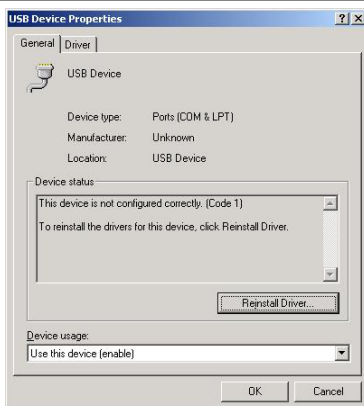 USB Device Properties
General
Driver
USB Device
Device type: Ports (COM & LPT)
Manufacturer: Unknown
Location: USB Device
Device status
This device is not configured correctly. (Code 1)
To reinstall the drivers for this device, click Reinstall Driver.
Reinstall Driver...
Device usage:
Use this device (enable)
OK
Cancel